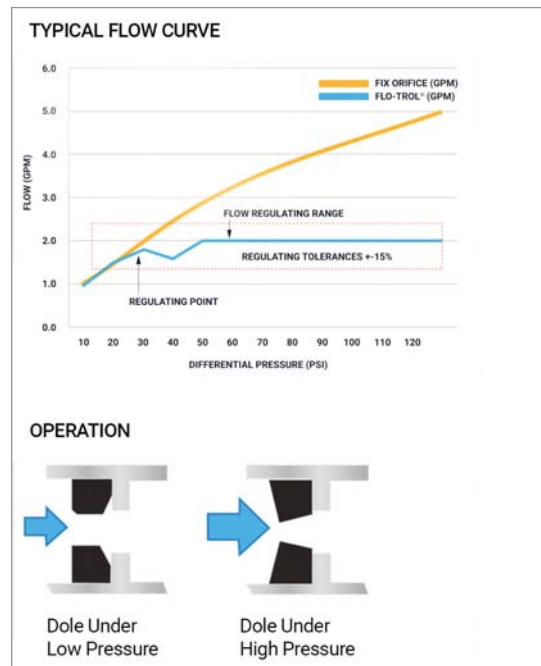 TYPICAL FLOW CURVE
6.0
FIX ORIFICE (GPM)
FLO-TROL® (GPM)
5.0
4.0
FLOW (GPM)
3.0
FLOW REGULATING RANGE
2.0
REGULATING TOLERANCES +-15%
1.0
REGULATING POINT
0.0
10 20 30 40 50 60 70 80 90 100 110 120
DIFFERENTIAL PRESSURE (PSI)
OPERATION
Dole Under
Low Pressure
Dole Under
High Pressure